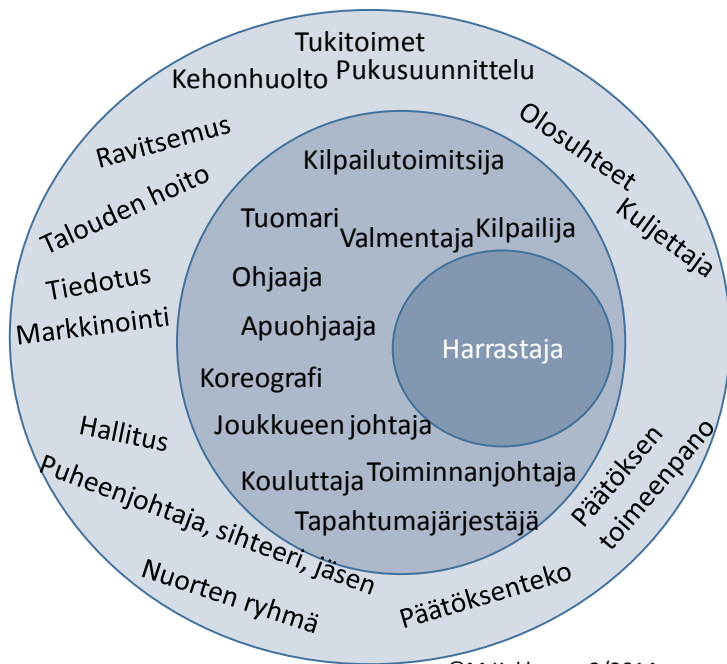 Tukitoimet
Kehonhuolto
Pukusuunnittelu
Ravitsemus
Olosuhteet
Kilpailutoimitsija
Talouden hoito
Kuljettaja
Tuomari
Valmentaja
Kilpailija
Tiedotus
Ohjaaja
Markkinointi
Apuohjaaja
Harrastaja
Koreografi
Hallitus
Joukkueen johtaja
Puheenjohtaja, sihteeri, jäsen
Kouluttaja
Toiminnanjohtaja
Päätöksen
toimeenpano
Tapahtumajärjestäjä
Nuorten ryhmä
Päätöksenteko